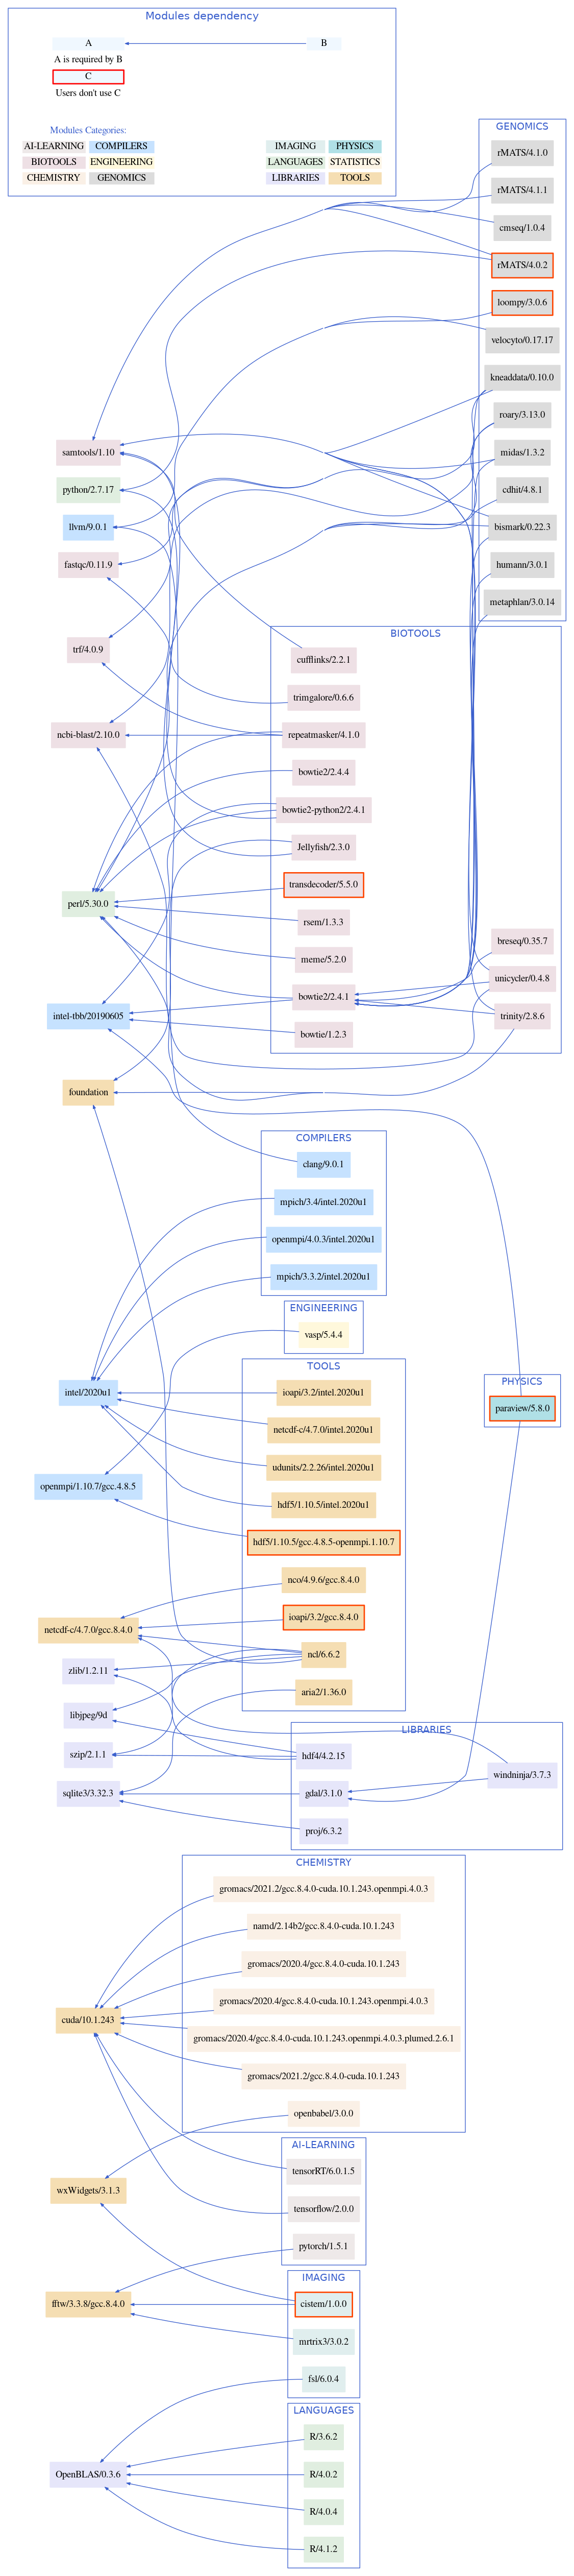 Modules dependency
A
B
A is required by B
C
Users don't use C
Modules Categories:
AI-LEARNING COMPILERS IMAGING PHYSICS
BIOTOOLS ENGINEERING LANGUAGES STATISTICS
CHEMISTRY GENOMICS LIBRARIES TOOLS
GENOMICS
rMATS/4.1.0
rMATS/4.1.1
cmseq/1.0.4
rMATS/4.0.2
loompy/3.0.6
velocyto/0.17.17
kneaddata/0.10.0
roary/3.13.0
midas/1.3.2
cdhit/4.8.1
bismark/0.22.3
humann/3.0.1
metaphlan/3.0.14
samtools/1.10
python/2.7.17
llvm/9.0.1
fastqc/0.11.9
trf/4.0.9
ncbi-blast/2.10.0
perl/5.30.0
intel-tbb/20190605
foundation
BIOTOOLS
cufflinks/2.2.1
trimgalore/0.6.6
repeatmasker/4.1.0
bowtie2/2.4.4
bowtie2-python2/2.4.1
Jellyfish/2.3.0
transdecoder/5.5.0
rsem/1.3.3
meme/5.2.0
bowtie2/2.4.1
bowtie/1.2.3
breseq/0.35.7
unicycler/0.4.8
trinity/2.8.6
COMPILERS
clang/9.0.1
mpich/3.4/intel.2020u1
openmpi/4.0.3/intel.2020u1
mpich/3.3.2/intel.2020u1
ENGINEERING
vasp/5.4.4
intel/2020u1
openmpi/1.10.7/gcc.4.8.5
TOOLS
ioapi/3.2/intel.2020u1
netcdf-c/4.7.0/intel.2020u1
udunits/2.2.26/intel.2020u1
hdf5/1.10.5/intel.2020u1
hdf5/1.10.5/gcc.4.8.5-openmpi.1.10.7
nco/4.9.6/gcc.8.4.0
ioapi/3.2/gcc.8.4.0
ncl/6.6.2
aria2/1.36.0
PHYSICS
paraview/5.8.0
netcdf-c/4.7.0/gcc.8.4.0
zlib/1.2.11
libjpeg/9d
szip/2.1.1
sqlite3/3.32.3
LIBRARIES
hdf4/4.2.15
gdal/3.1.0
proj/6.3.2
windninja/3.7.3
CHEMISTRY
gromacs/2021.2/gcc.8.4.0-cuda.10.1.243.openmpi.4.0.3
namd/2.14b2/gcc.8.4.0-cuda.10.1.243
gromacs/2020.4/gcc.8.4.0-cuda.10.1.243
gromacs/2020.4/gcc.8.4.0-cuda.10.1.243.openmpi.4.0.3
gromacs/2020.4/gcc.8.4.0-cuda.10.1.243.openmpi.4.0.3.plumed.2.6.1
gromacs/2021.2/gcc.8.4.0-cuda.10.1.243
openbabel/3.0.0
cuda/10.1.243
AI-LEARNING
tensorRT/6.0.1.5
tensorflow/2.0.0
pytorch/1.5.1
wxWidgets/3.1.3
fftw/3.3.8/gcc.8.4.0
IMAGING
cistem/1.0.0
mrtrix3/3.0.2
fsl/6.0.4
LANGUAGES
R/3.6.2
R/4.0.2
R/4.0.4
R/4.1.2
OpenBLAS/0.3.6